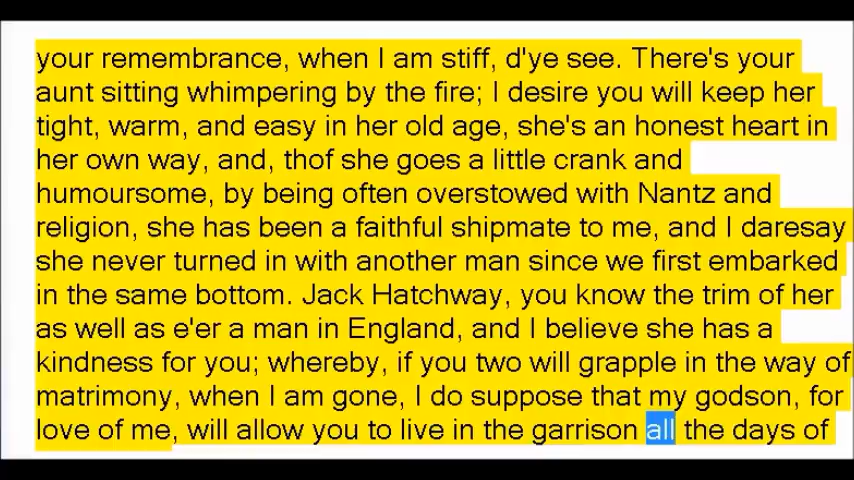 your remembrance, when I am stiff, d'ye see. There's your
aunt sitting whimpering by the fire; I desire you will keep her
tight, warm, and easy in her old age, she's an honest heart in
her own way, and, thof she goes a little crank and
humoursome, by being often overstowed with Nantz and
religion, she has been a faithful shipmate to me, and I daresay
she never turned in with another man since we first embarked
in the same bottom. Jack Hatchway, you know the trim of her
as well as e'er a man in England, and I believe she has a
kindness for you; whereby, if you two will grapple in the way of
matrimony, when I am gone, I do suppose that my godson, for
love of me, will allow you to live in the garrison all the days of